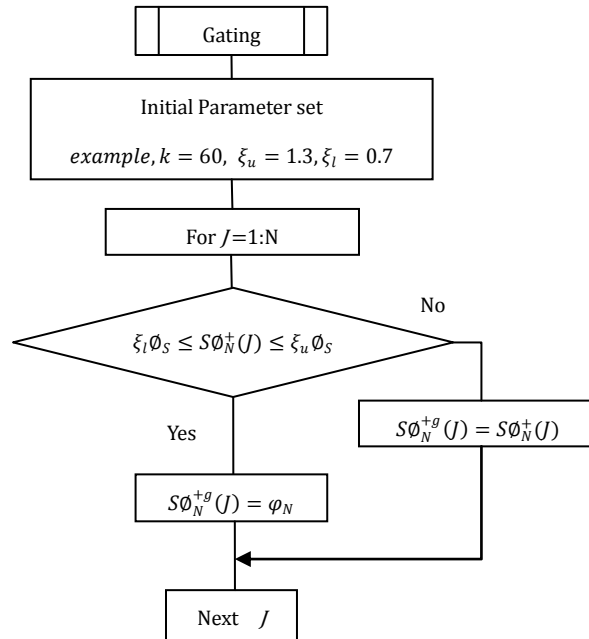 Gating
Initial Parameter set
example, k = 60, ξ_u = 1.3, ξ_l = 0.7
For J=1:N
No
ξ_l∅_S ≤ S∅_N^+(J) ≤ ξ_u∅_S
S∅_N^{+g}(J) = S∅_N^+(J)
Yes
S∅_N^{+g}(J) = φ_N
Next J